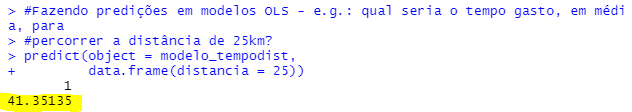 > #Fazendo predições em modelos OLS - e.g.: qual seria o tempo gasto, em médi
a, para
> #percorrer a distância de 25km?
> predict(object = modelo_tempodist,
+         data.frame(distancia = 25))
       1
41.35135